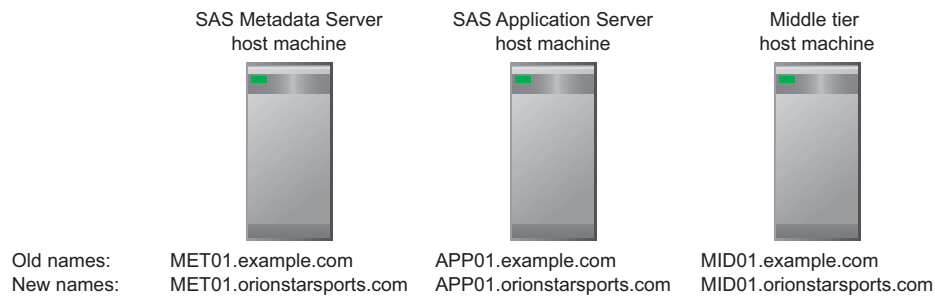 SAS Metadata Server
host machine
SAS Application Server
host machine
Middle tier
host machine
Old names: MET01.example.com APP01.example.com MID01.example.com
New names: MET01.orionstarsports.com APP01.orionstarsports.com MID01.orionstarsports.com